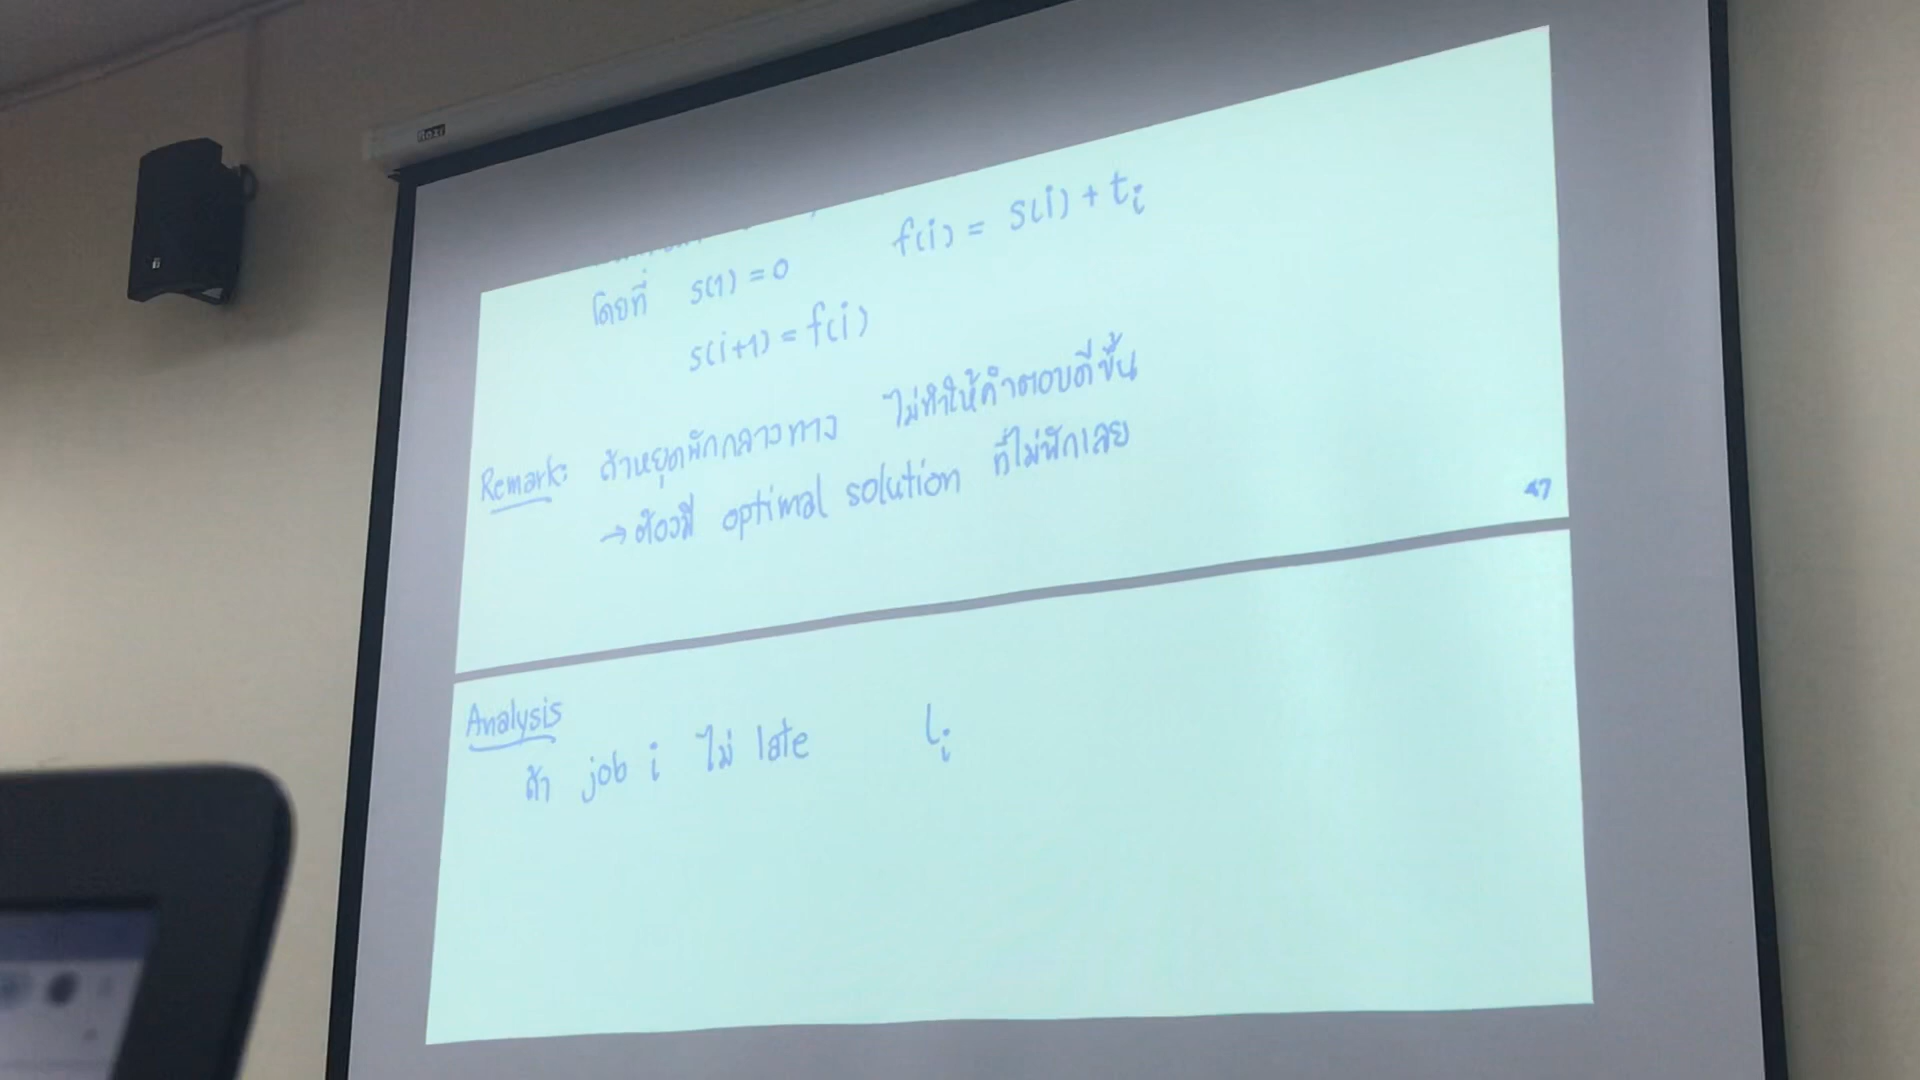 โดยที่ s(1) = 0 f(i) = s(i) + tᵢ
s(i+1) = f(i)
Remark: ถ้าหยุดพักกลางทาง ไม่ทำให้คำตอบดีขึ้น
→ ต้องมี optimal solution ที่ไม่พักเลย
47
Analysis
ถ้า job i ไม่ late lᵢ